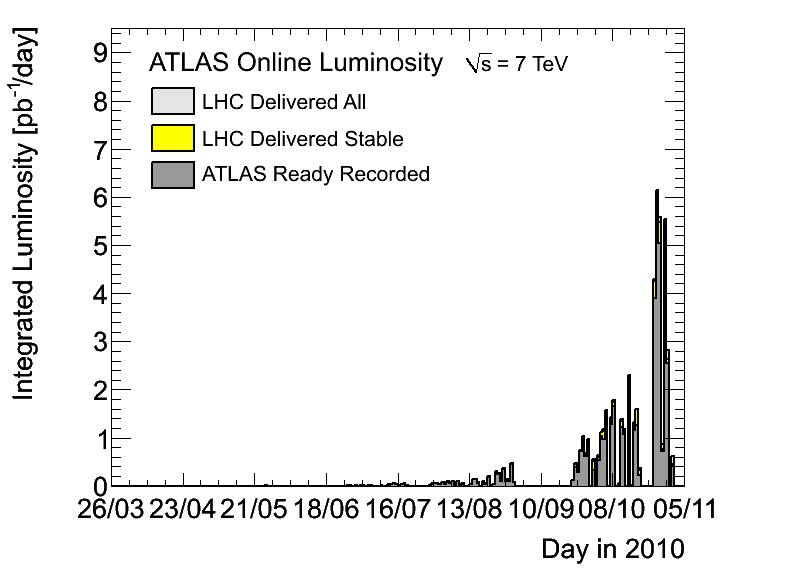 ATLAS Online Luminosity √s = 7 TeV
LHC Delivered All
LHC Delivered Stable
ATLAS Ready Recorded
Integrated Luminosity [pb⁻¹/day]
9
8
7
6
5
4
3
2
1
0
26/03 23/04 21/05 18/06 16/07 13/08 10/09 08/10 05/11
Day in 2010